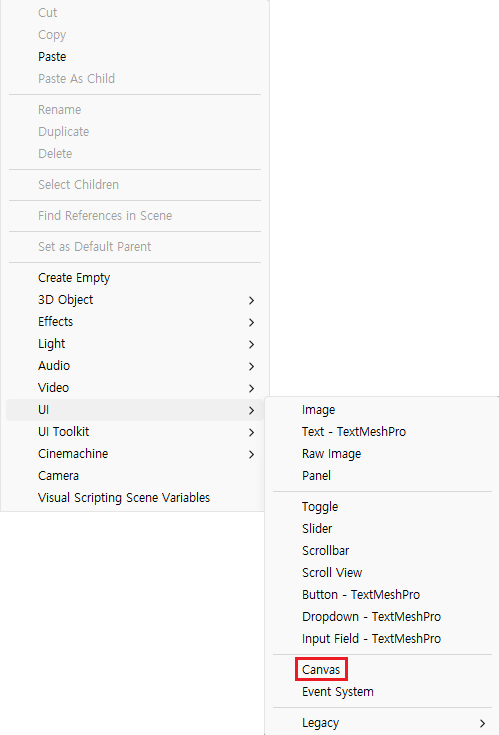 Cut
Copy
Paste
Paste As Child
Rename
Duplicate
Delete
Select Children
Find References in Scene
Set as Default Parent
Create Empty
3D Object
Effects
Light
Audio
Video
UI
UI Toolkit
Cinemachine
Camera
Visual Scripting Scene Variables
Image
Text - TextMeshPro
Raw Image
Panel
Toggle
Slider
Scrollbar
Scroll View
Button - TextMeshPro
Dropdown - TextMeshPro
Input Field - TextMeshPro
Canvas
Event System
Legacy